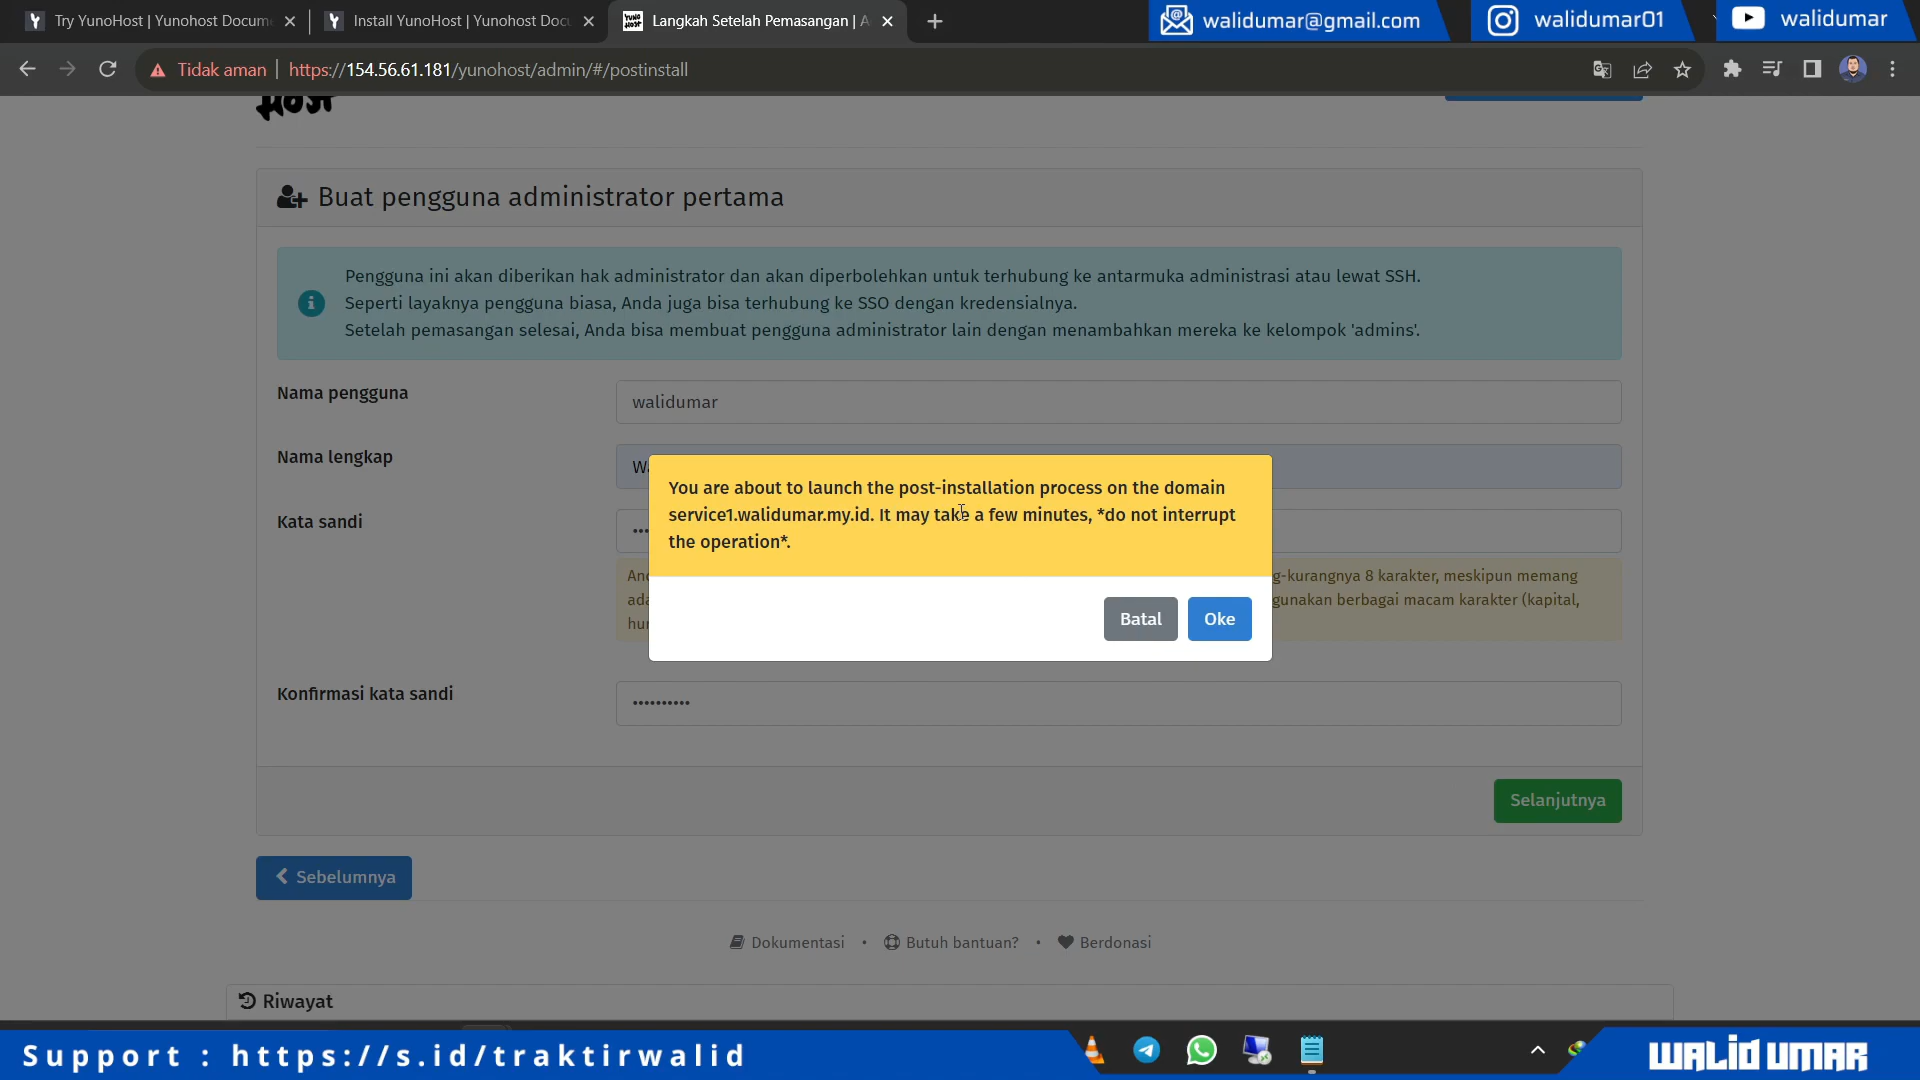 Try YunoHost | Yunohost Docum
Install YunoHost | Yunohost Doc
Langkah Setelah Pemasangan | A
walidumar@gmail.com
walidumar01
walidumar
Tidak aman
https://154.56.61.181/yunohost/admin/#/postinstall
Buat pengguna administrator pertama
Pengguna ini akan diberikan hak administrator dan akan diperbolehkan untuk terhubung ke antarmuka administrasi atau lewat SSH.
Seperti layaknya pengguna biasa, Anda juga bisa terhubung ke SSO dengan kredensialnya.
Setelah pemasangan selesai, Anda bisa membuat pengguna administrator lain dengan menambahkan mereka ke kelompok 'admins'.
Nama pengguna
walidumar
Nama lengkap
Kata sandi
You are about to launch the post-installation process on the domain
service1.walidumar.my.id. It may take a few minutes, *do not interrupt
the operation*.
g-kurangnya 8 karakter, meskipun memang
gunakan berbagai macam karakter (kapital,
Batal
Oke
Konfirmasi kata sandi
••••••••••
Selanjutnya
Sebelumnya
Dokumentasi • Butuh bantuan? • Berdonasi
Riwayat
Support : https://s.id/traktirwalid
WALID UMAR